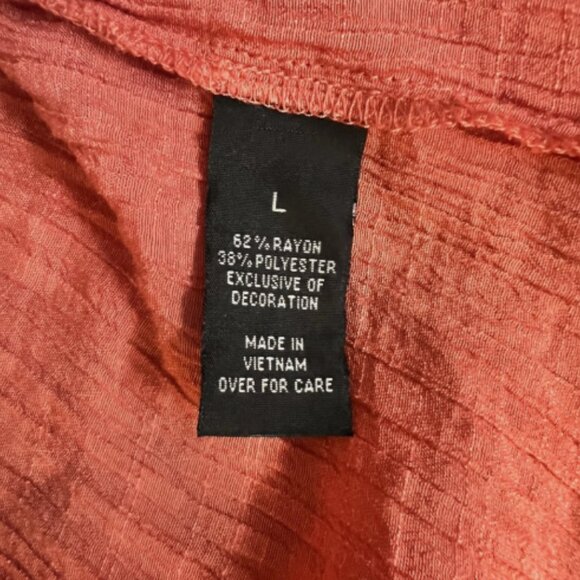 L
62% RAYON
38% POLYESTER
EXCLUSIVE OF
DECORATION
MADE IN
VIETNAM
OVER FOR CARE